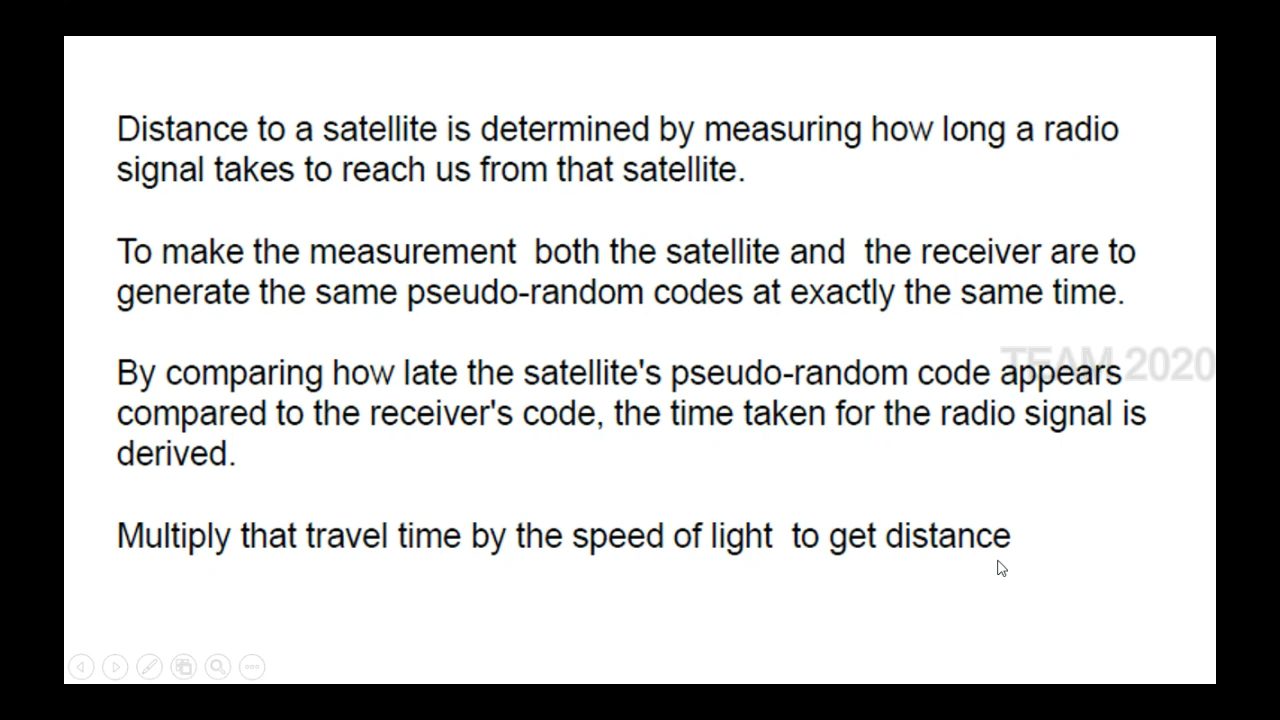 Distance to a satellite is determined by measuring how long a radio
signal takes to reach us from that satellite.
To make the measurement  both the satellite and  the receiver are to
generate the same pseudo-random codes at exactly the same time.
TEAM 2020
By comparing how late the satellite's pseudo-random code appears
compared to the receiver's code, the time taken for the radio signal is
derived.
Multiply that travel time by the speed of light  to get distance